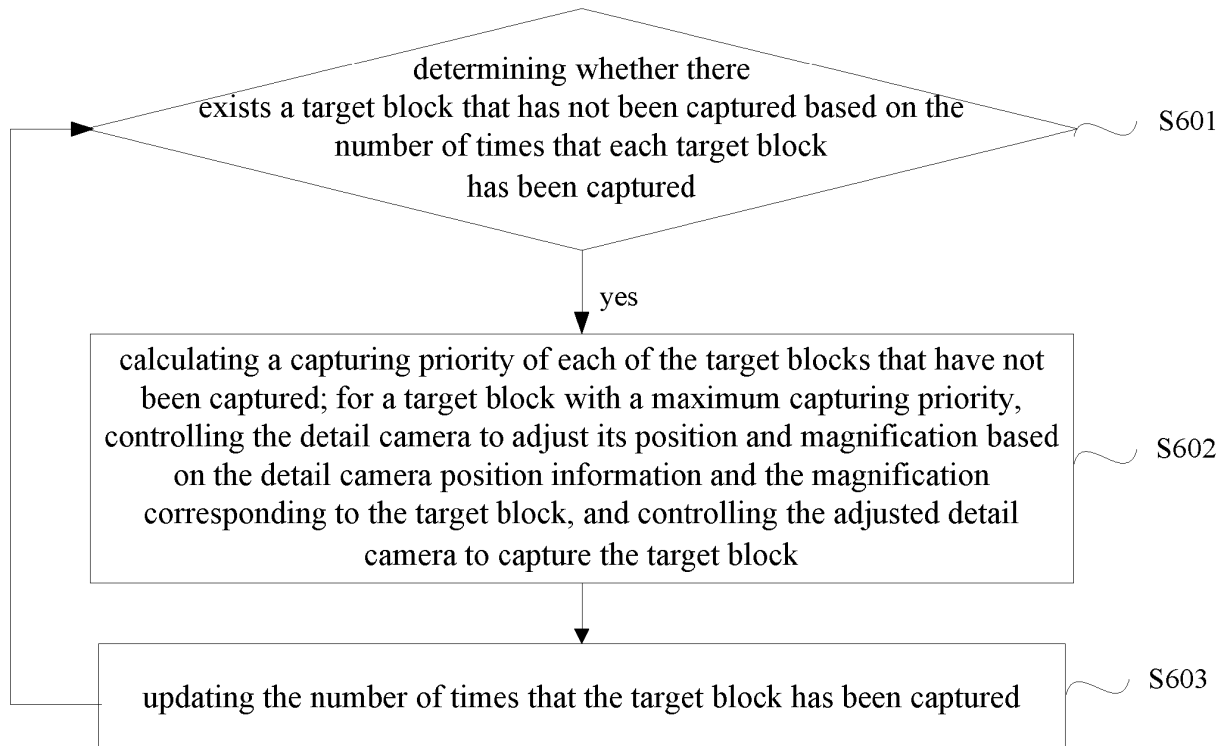 determining whether there
exists a target block that has not been captured based on the
number of times that each target block
has been captured
S601
yes
calculating a capturing priority of each of the target blocks that have not
been captured; for a target block with a maximum capturing priority,
controlling the detail camera to adjust its position and magnification based
on the detail camera position information and the magnification
corresponding to the target block, and controlling the adjusted detail
camera to capture the target block
S602
updating the number of times that the target block has been captured
S603